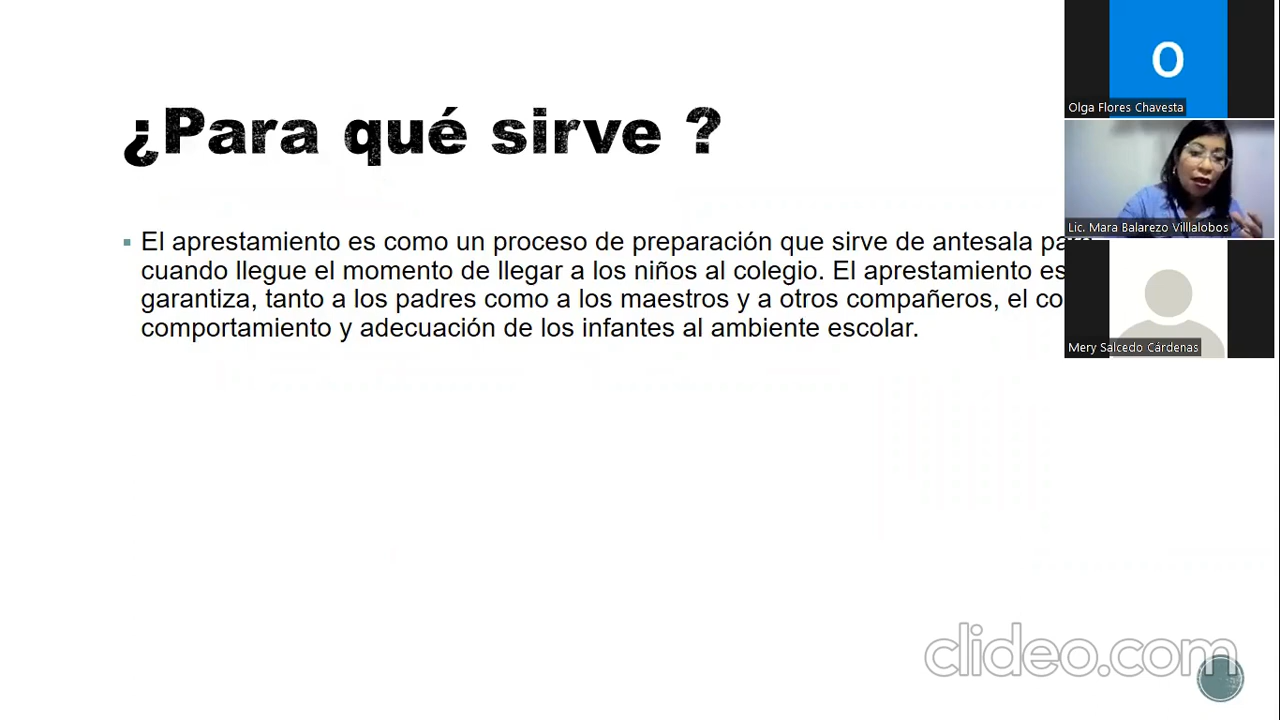 ¿Para qué sirve ?
El aprestamiento es como un proceso de preparación que sirve de antesala para
cuando llegue el momento de llegar a los niños al colegio. El aprestamiento es
garantiza, tanto a los padres como a los maestros y a otros compañeros, el
comportamiento y adecuación de los infantes al ambiente escolar.
O
Olga Flores Chavesta
Lic. Mara Balarezo Villlalobos
Mery Salcedo Cárdenas
clideo.com